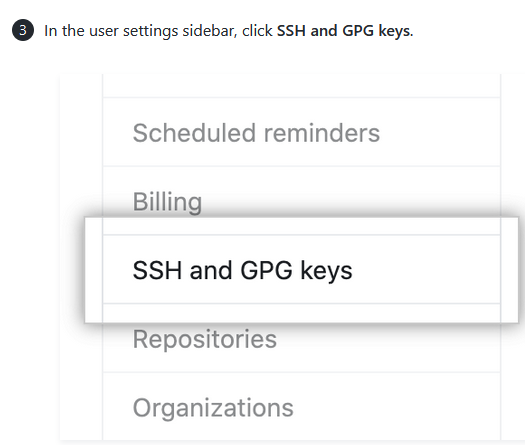 3 In the user settings sidebar, click SSH and GPG keys.
Scheduled reminders
Billing
SSH and GPG keys
Repositories
Organizations